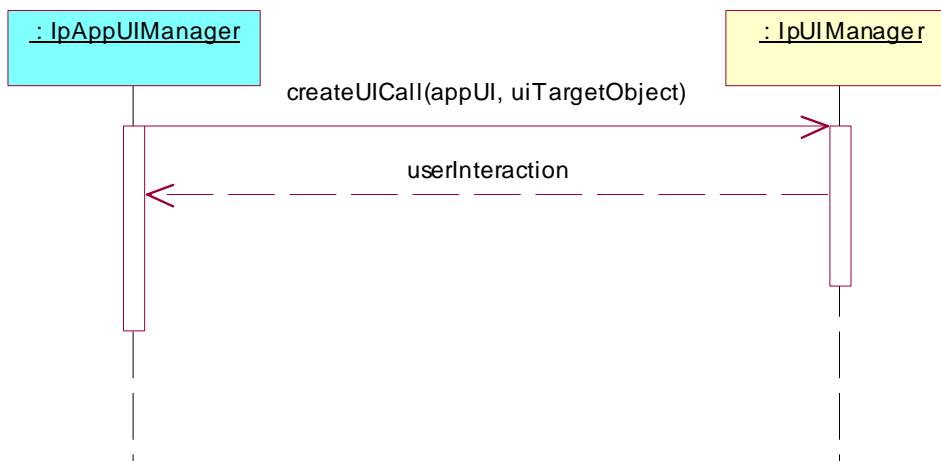 : IpAppUIManager
: IpUIManager
createUICall(appUI, uiTargetObject)
userInteraction